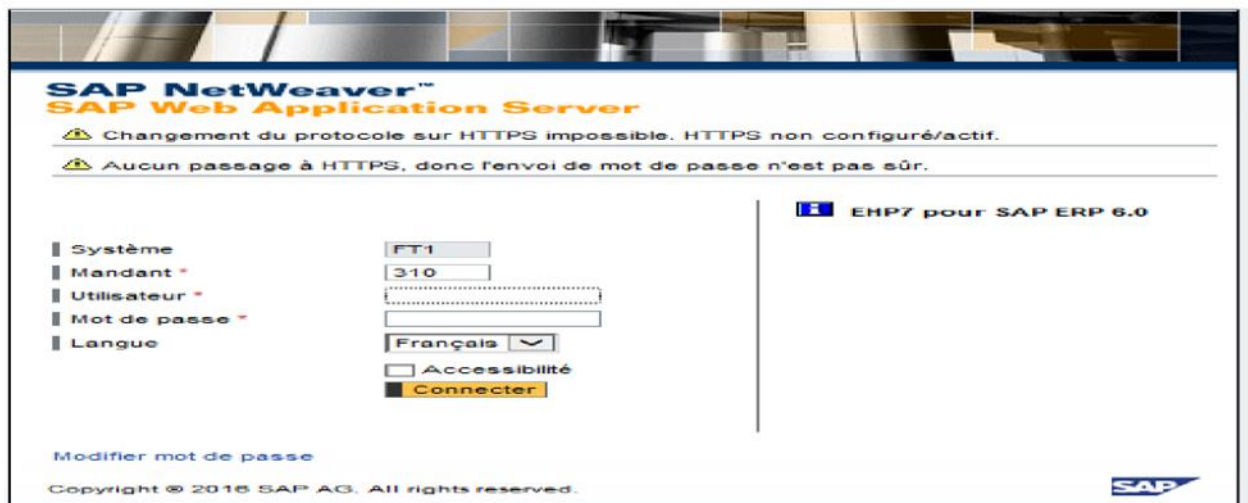 SAP NetWeaver™
SAP Web Application Server
Changement du protocole sur HTTPS impossible. HTTPS non configuré/actif.
Aucun passage à HTTPS, donc l'envoi de mot de passe n'est pas sûr.
EHP7 pour SAP ERP 6.0
Système FT1
Mandant * 310
Utilisateur *
Mot de passe *
Langue Français
Accessibilité
Connecter
Modifier mot de passe
Copyright © 2016 SAP AG. All rights reserved.
SAP